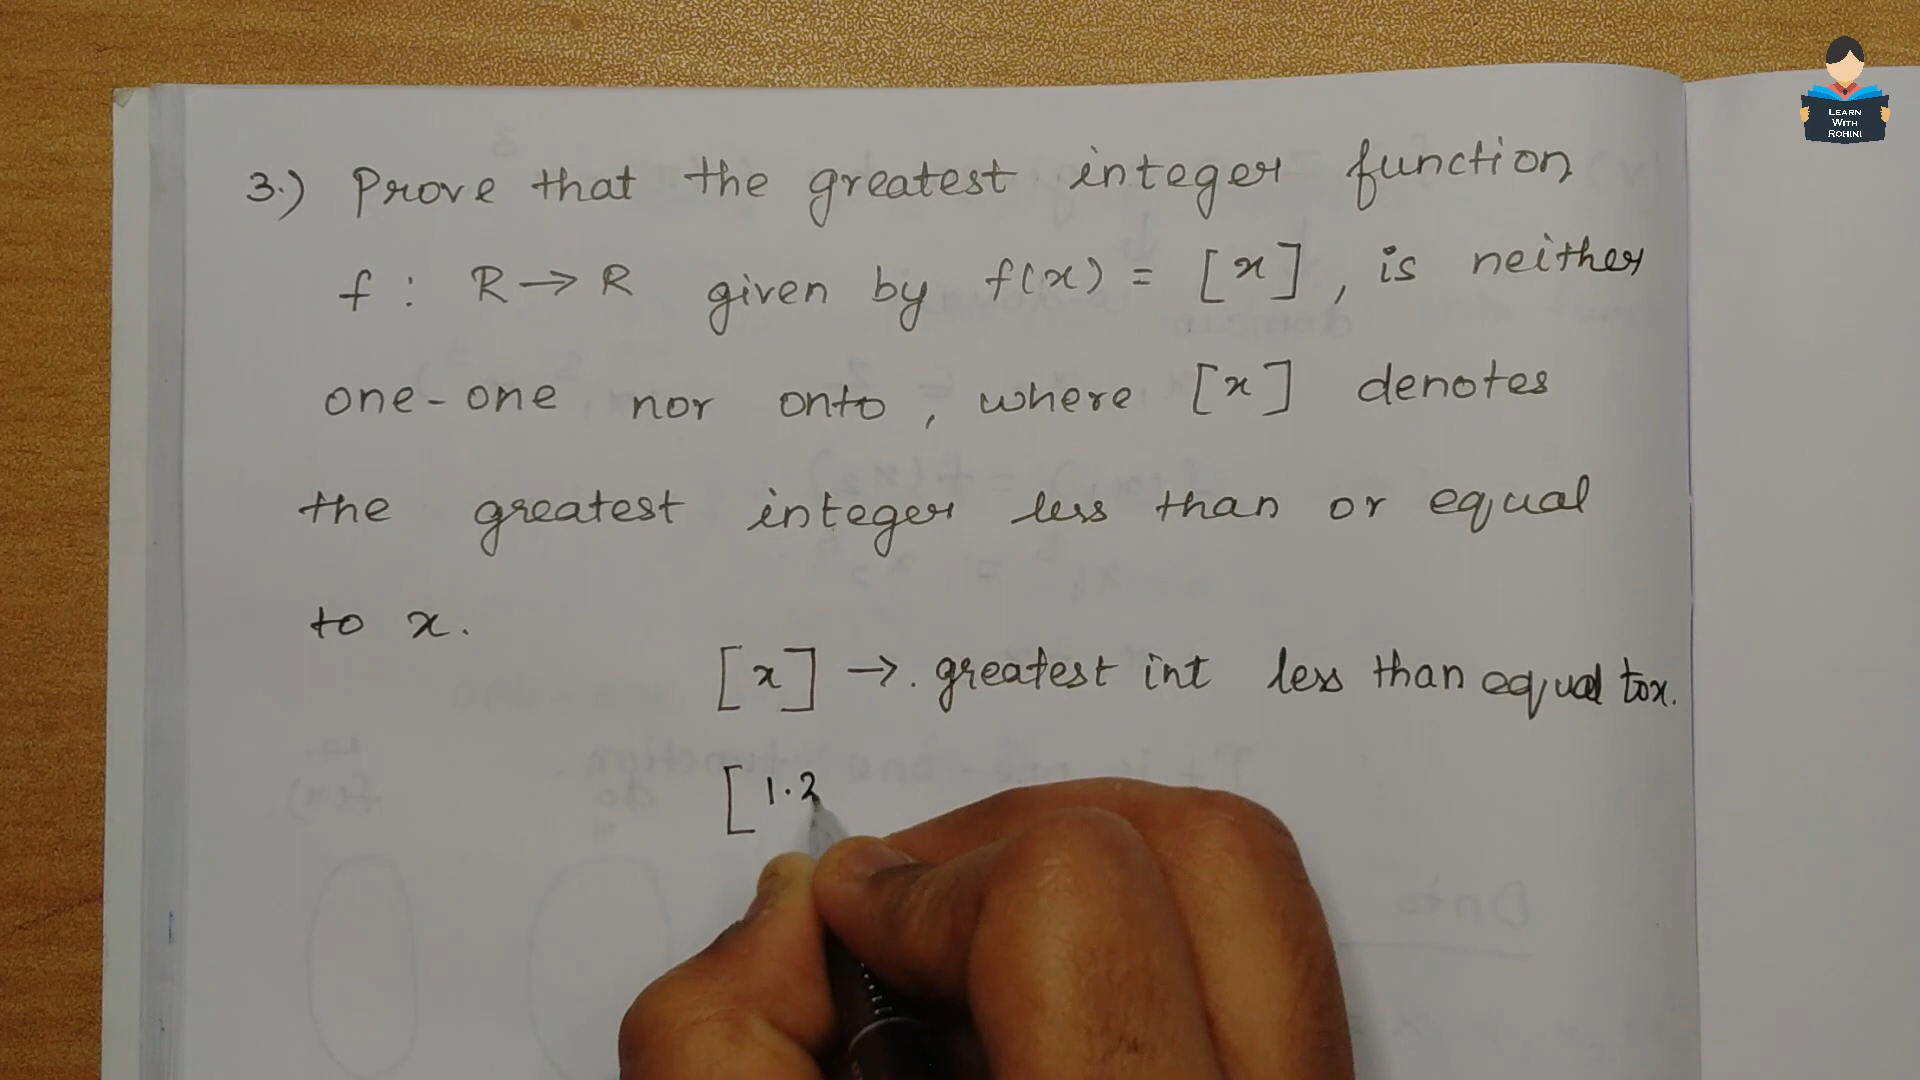 LEARN
WITH
ROHINI
3.) Prove that the greatest integer function
f : R → R given by f(x) = [x], is neither
one-one nor onto, where [x] denotes
the greatest integer less than or equal
to x.
[x] → . greatest int less than equal to x.
[1.2